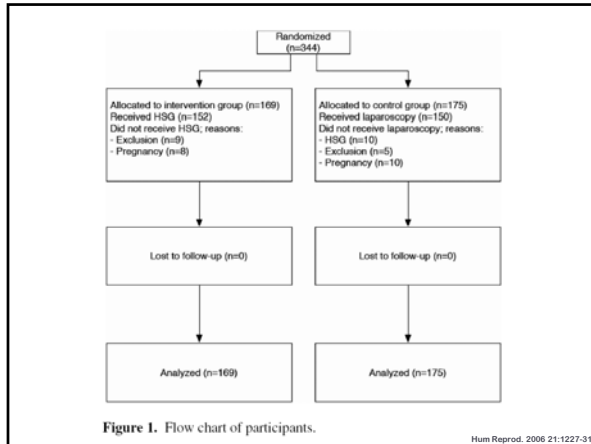 Randomized
(n=344)
Allocated to intervention group (n=169)
Received HSG (n=152)
Did not receive HSG; reasons:
- Exclusion (n=9)
- Pregnancy (n=8)
Allocated to control group (n=175)
Received laparoscopy (n=150)
Did not receive laparoscopy; reasons:
- HSG (n=10)
- Exclusion (n=5)
- Pregnancy (n=10)
Lost to follow-up (n=0)
Lost to follow-up (n=0)
Analyzed (n=169)
Analyzed (n=175)
Figure 1. Flow chart of participants.
Hum Reprod. 2006 21:1227-31